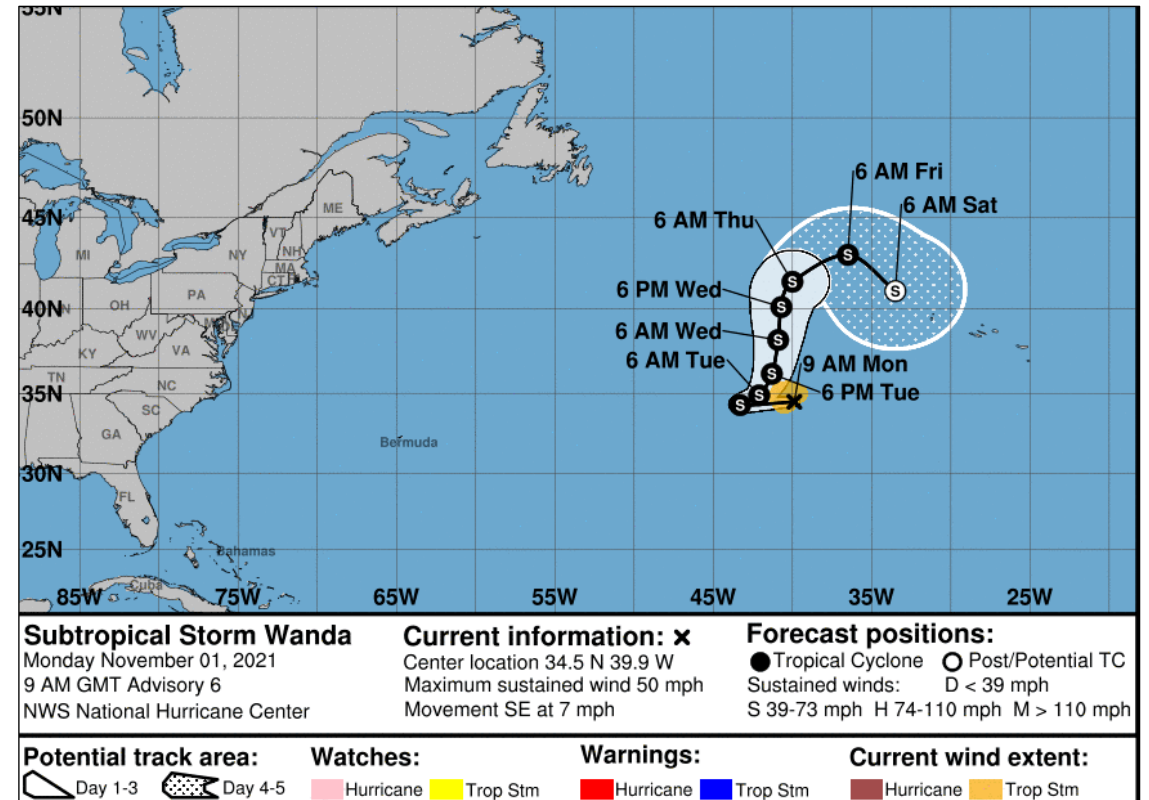 55N
50N
45N
40N
35N
30N
25N
85W
75W
65W
55W
45W
35W
25W
ME
VT
NH
MA
CT
NY
MI
PA
OH
WV
VA
KY
TN
NC
SC
GA
FL
Bermuda
Bahamas
Cuba
6 AM Fri
6 AM Sat
6 AM Thu
6 PM Wed
6 AM Wed
6 AM Tue
9 AM Mon
6 PM Tue
S
S
S
S
S
S
S
S
Subtropical Storm Wanda
Monday November 01, 2021
9 AM GMT Advisory 6
NWS National Hurricane Center
Current information: ×
Center location 34.5 N 39.9 W
Maximum sustained wind 50 mph
Movement SE at 7 mph
Forecast positions:
Tropical Cyclone Post/Potential TC
Sustained winds: D < 39 mph
S 39-73 mph H 74-110 mph M > 110 mph
Potential track area:
Day 1-3 Day 4-5
Watches:
Hurricane Trop Stm
Warnings:
Hurricane Trop Stm
Current wind extent:
Hurricane Trop Stm